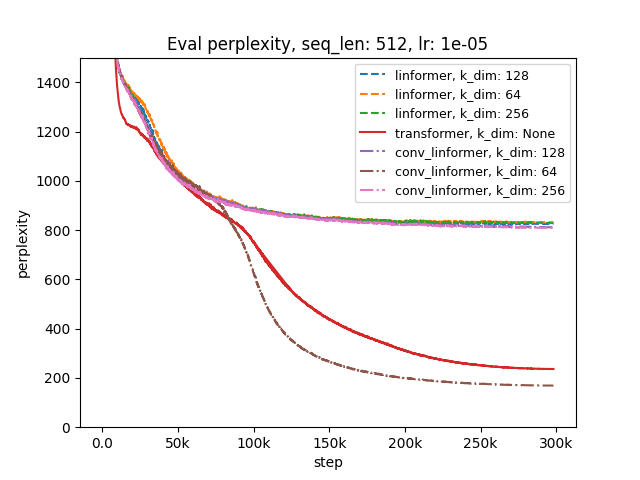 Eval perplexity, seq_len: 512, lr: 1e-05
linformer, k_dim: 128
linformer, k_dim: 64
linformer, k_dim: 256
transformer, k_dim: None
conv_linformer, k_dim: 128
conv_linformer, k_dim: 64
conv_linformer, k_dim: 256
perplexity
1400
1200
1000
800
600
400
200
0
0.0 50k 100k 150k 200k 250k 300k
step